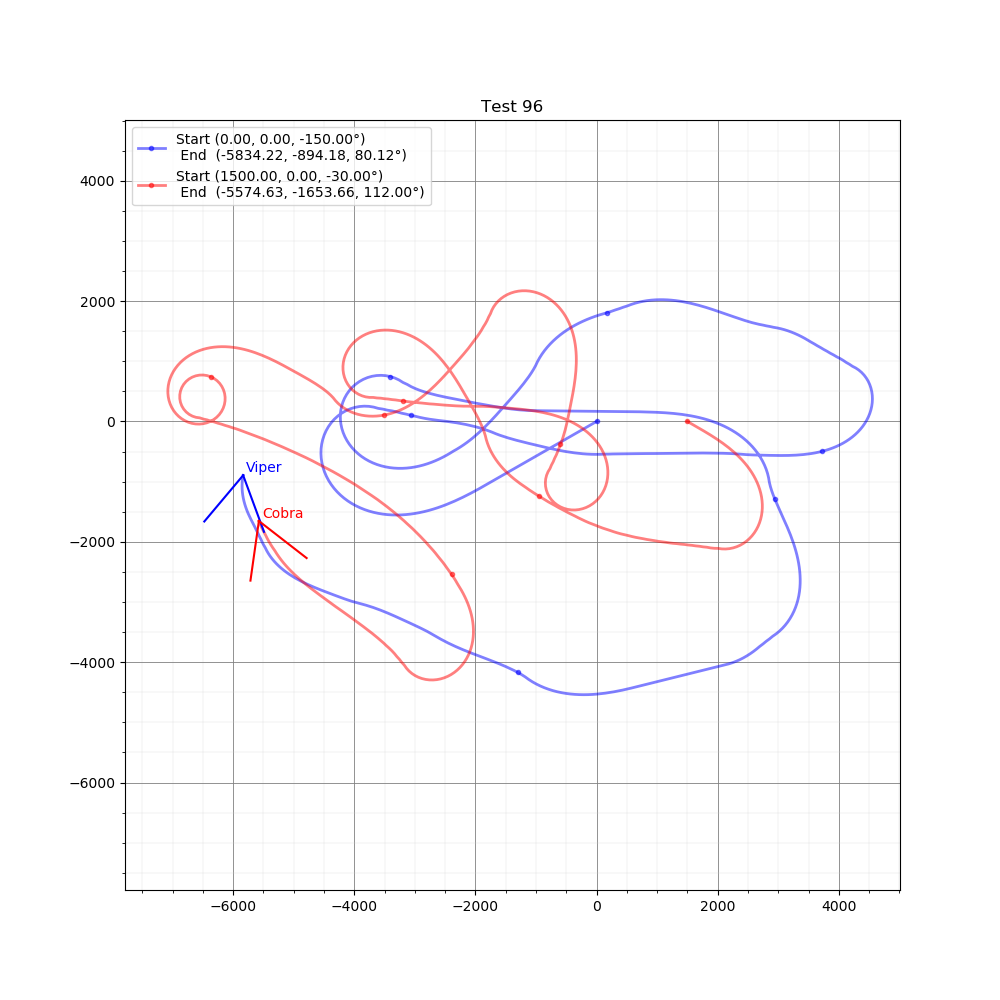 Test 96
Start (0.00, 0.00, -150.00°)
End  (-5834.22, -894.18, 80.12°)
Start (1500.00, 0.00, -30.00°)
End  (-5574.63, -1653.66, 112.00°)
4000
2000
0
−2000
−4000
−6000
Viper
Cobra
−6000 −4000 −2000 0 2000 4000